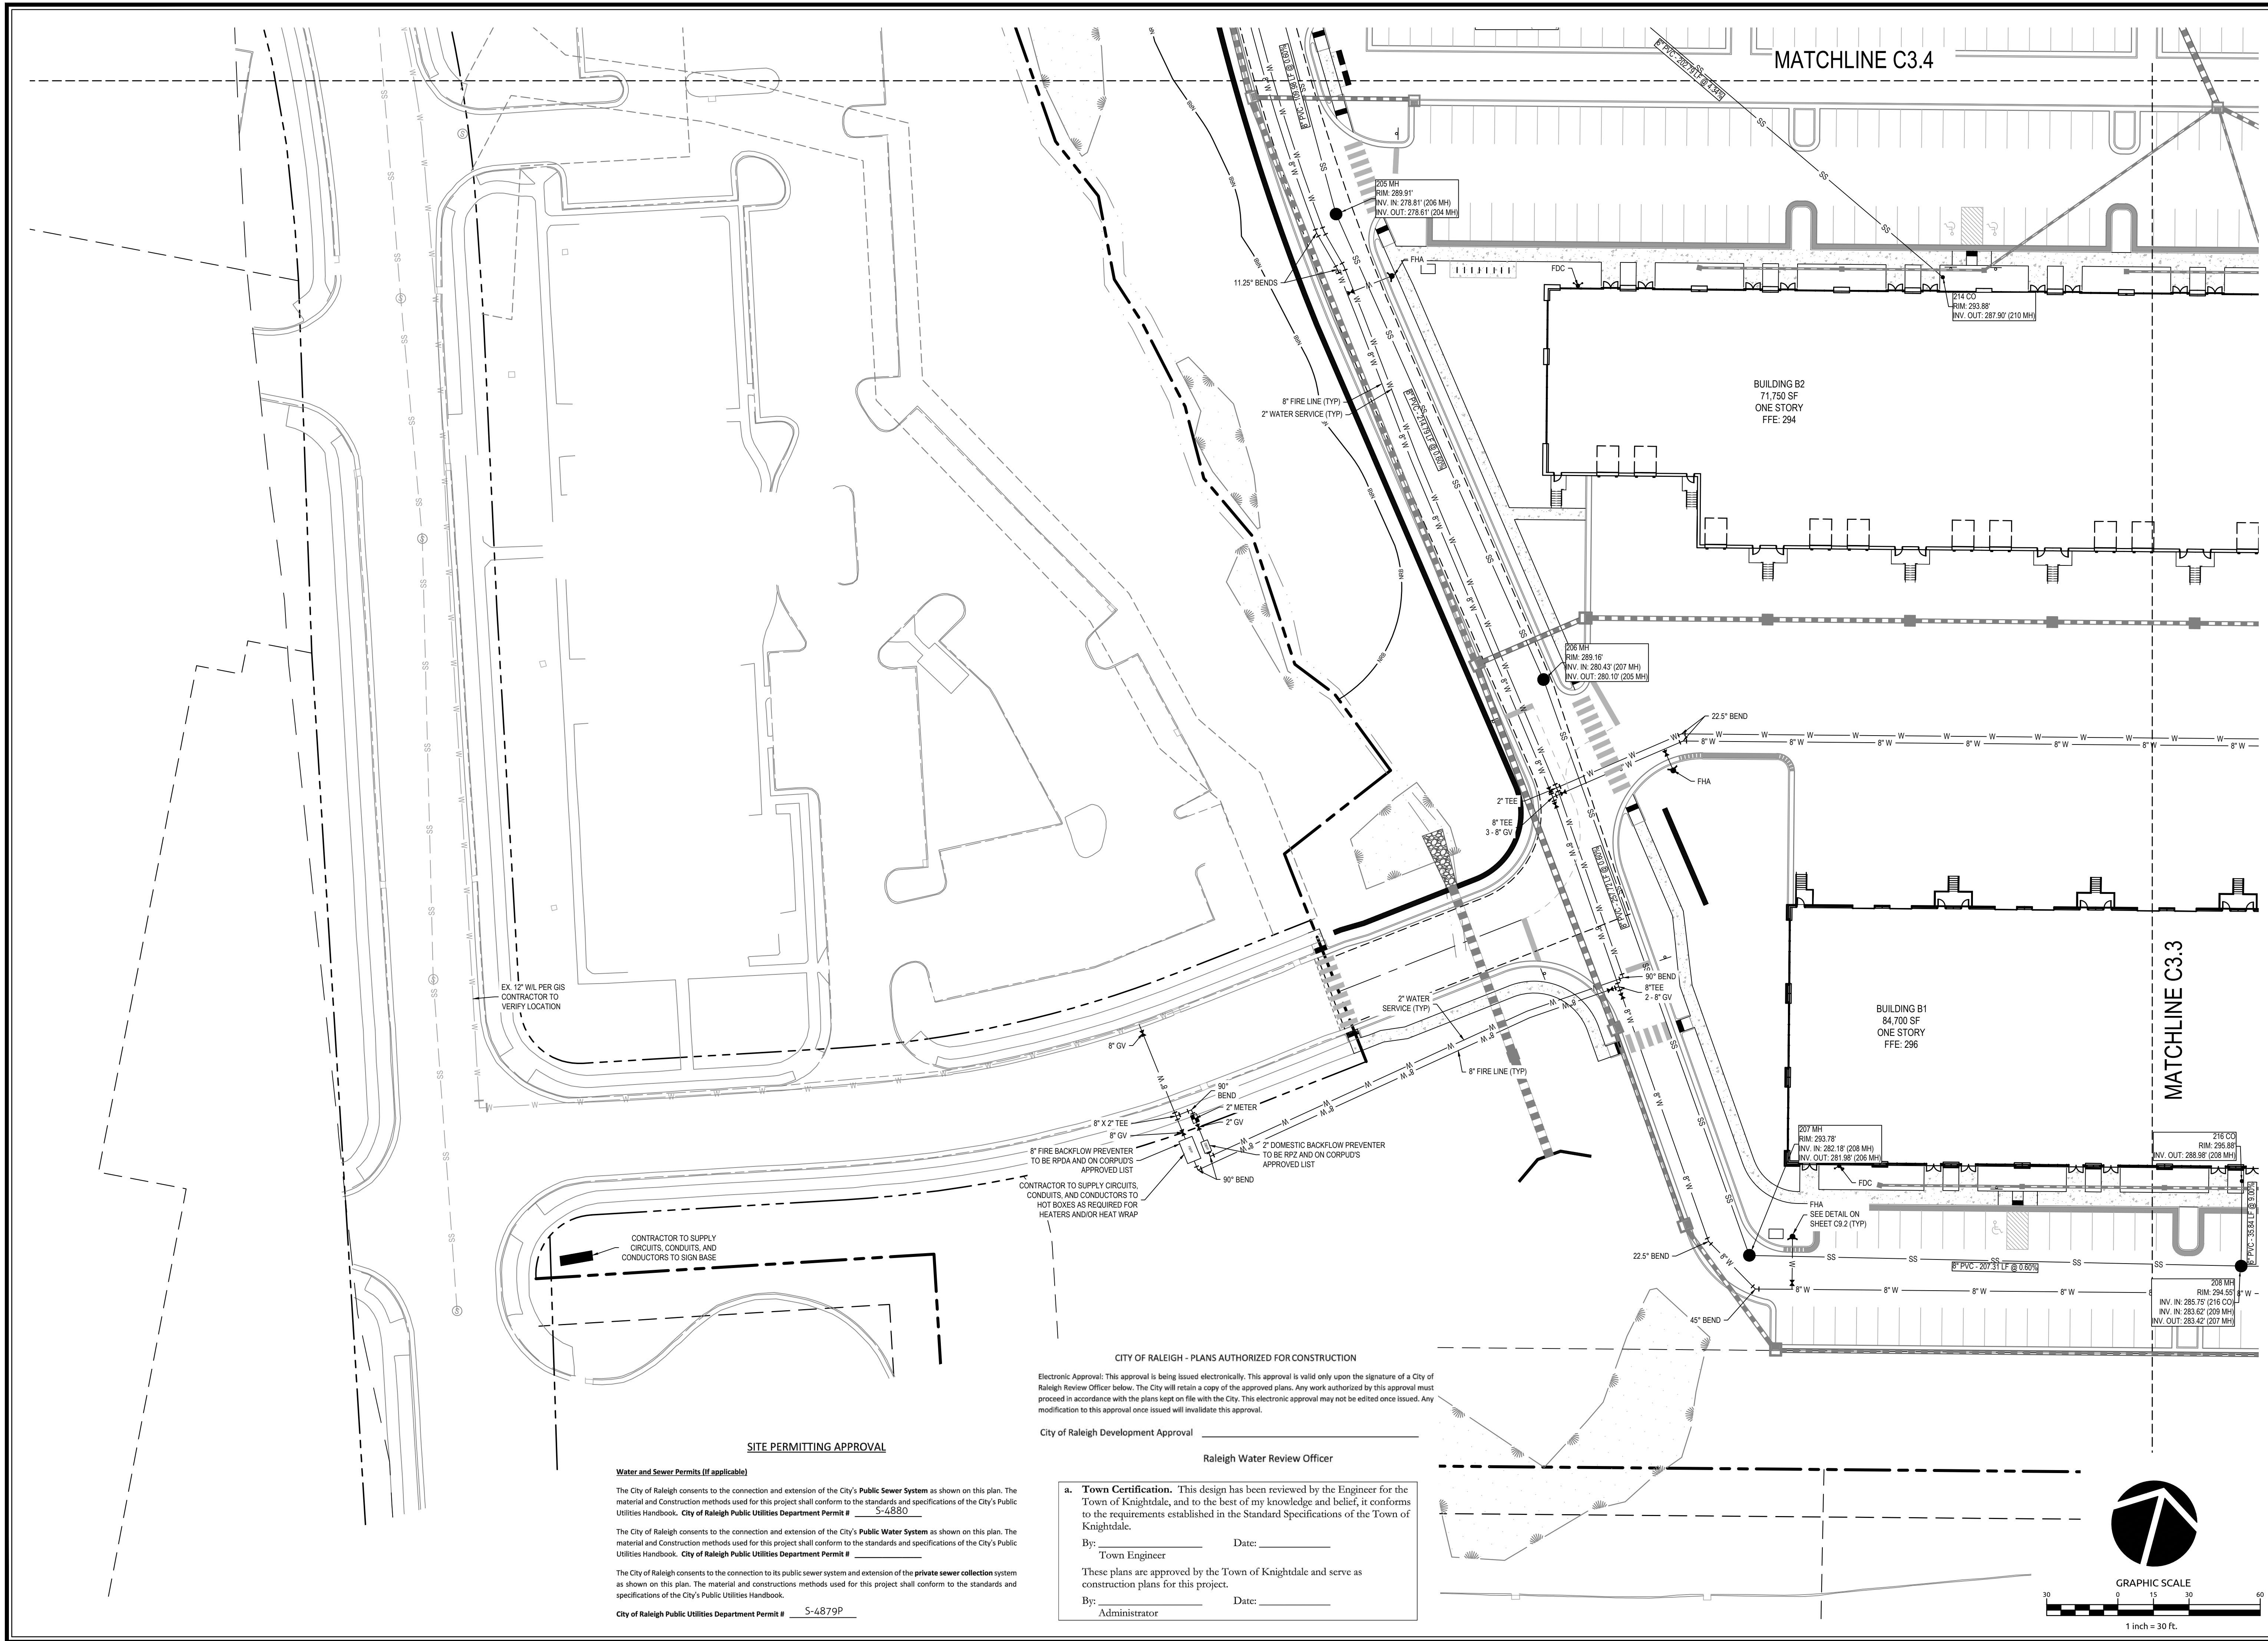 MATCHLINE C3.4
6" PVC - 202.79 LF @ 4.34%
205 MH
RIM: 289.91'
INV. IN: 278.81' (206 MH)
INV. OUT: 278.61' (204 MH)
FHA
FDC
11.25° BENDS
214 CO
RIM: 293.88'
INV. OUT: 287.90' (210 MH)
BUILDING B2
71,750 SF
ONE STORY
FFE: 294
8" FIRE LINE (TYP)
2" WATER SERVICE (TYP)
8" PVC - 214.79 LF @ 0.60%
206 MH
RIM: 289.16'
INV. IN: 280.43' (207 MH)
INV. OUT: 280.10' (205 MH)
22.5° BEND
FHA
2" TEE
8" TEE
3 - 8" GV
8" PVC - 257.72 LF @ 0.60%
EX. 12" W/L PER GIS
CONTRACTOR TO
VERIFY LOCATION
90° BEND
8"TEE
2 - 8" GV
2" WATER
SERVICE (TYP)
BUILDING B1
84,700 SF
ONE STORY
FFE: 296
MATCHLINE C3.3
8" GV
8" FIRE LINE (TYP)
90°
BEND
2" METER
2" GV
8" X 2" TEE
8" GV
8" FIRE BACKFLOW PREVENTER
TO BE RPDA AND ON CORPUD'S
APPROVED LIST
2" DOMESTIC BACKFLOW PREVENTER
TO BE RPZ AND ON CORPUD'S
APPROVED LIST
90° BEND
CONTRACTOR TO SUPPLY CIRCUITS,
CONDUITS, AND CONDUCTORS TO
HOT BOXES AS REQUIRED FOR
HEATERS AND/OR HEAT WRAP
CONTRACTOR TO SUPPLY
CIRCUITS, CONDUITS, AND
CONDUCTORS TO SIGN BASE
207 MH
RIM: 293.78'
INV. IN: 282.18' (208 MH)
INV. OUT: 281.98' (206 MH)
216 CO
RIM: 295.88'
INV. OUT: 288.98' (208 MH)
FDC
FHA
SEE DETAIL ON
SHEET C9.2 (TYP)
6" PVC - 35.84 LF @ 9.00%
22.5° BEND
8" PVC - 207.31 LF @ 0.60%
208 MH
RIM: 294.55'
INV. IN: 285.75' (216 CO)
INV. IN: 283.62' (209 MH)
INV. OUT: 283.42' (207 MH)
45° BEND
CITY OF RALEIGH - PLANS AUTHORIZED FOR CONSTRUCTION
Electronic Approval: This approval is being issued electronically. This approval is valid only upon the signature of a City of
Raleigh Review Officer below. The City will retain a copy of the approved plans. Any work authorized by this approval must
proceed in accordance with the plans kept on file with the City. This electronic approval may not be edited once issued. Any
modification to this approval once issued will invalidate this approval.
City of Raleigh Development Approval
Raleigh Water Review Officer
SITE PERMITTING APPROVAL
Water and Sewer Permits (If applicable)
The City of Raleigh consents to the connection and extension of the City's Public Sewer System as shown on this plan. The
material and Construction methods used for this project shall conform to the standards and specifications of the City's Public
Utilities Handbook. City of Raleigh Public Utilities Department Permit # S-4880
The City of Raleigh consents to the connection and extension of the City's Public Water System as shown on this plan. The
material and Construction methods used for this project shall conform to the standards and specifications of the City's Public
Utilities Handbook. City of Raleigh Public Utilities Department Permit #
The City of Raleigh consents to the connection to its public sewer system and extension of the private sewer collection system
as shown on this plan. The material and constructions methods used for this project shall conform to the standards and
specifications of the City's Public Utilities Handbook.
City of Raleigh Public Utilities Department Permit # S-4879P
a. Town Certification. This design has been reviewed by the Engineer for the
Town of Knightdale, and to the best of my knowledge and belief, it conforms
to the requirements established in the Standard Specifications of the Town of
Knightdale.
By: Date:
Town Engineer
These plans are approved by the Town of Knightdale and serve as
construction plans for this project.
By: Date:
Administrator
GRAPHIC SCALE
30 0 15 30 60
1 inch = 30 ft.